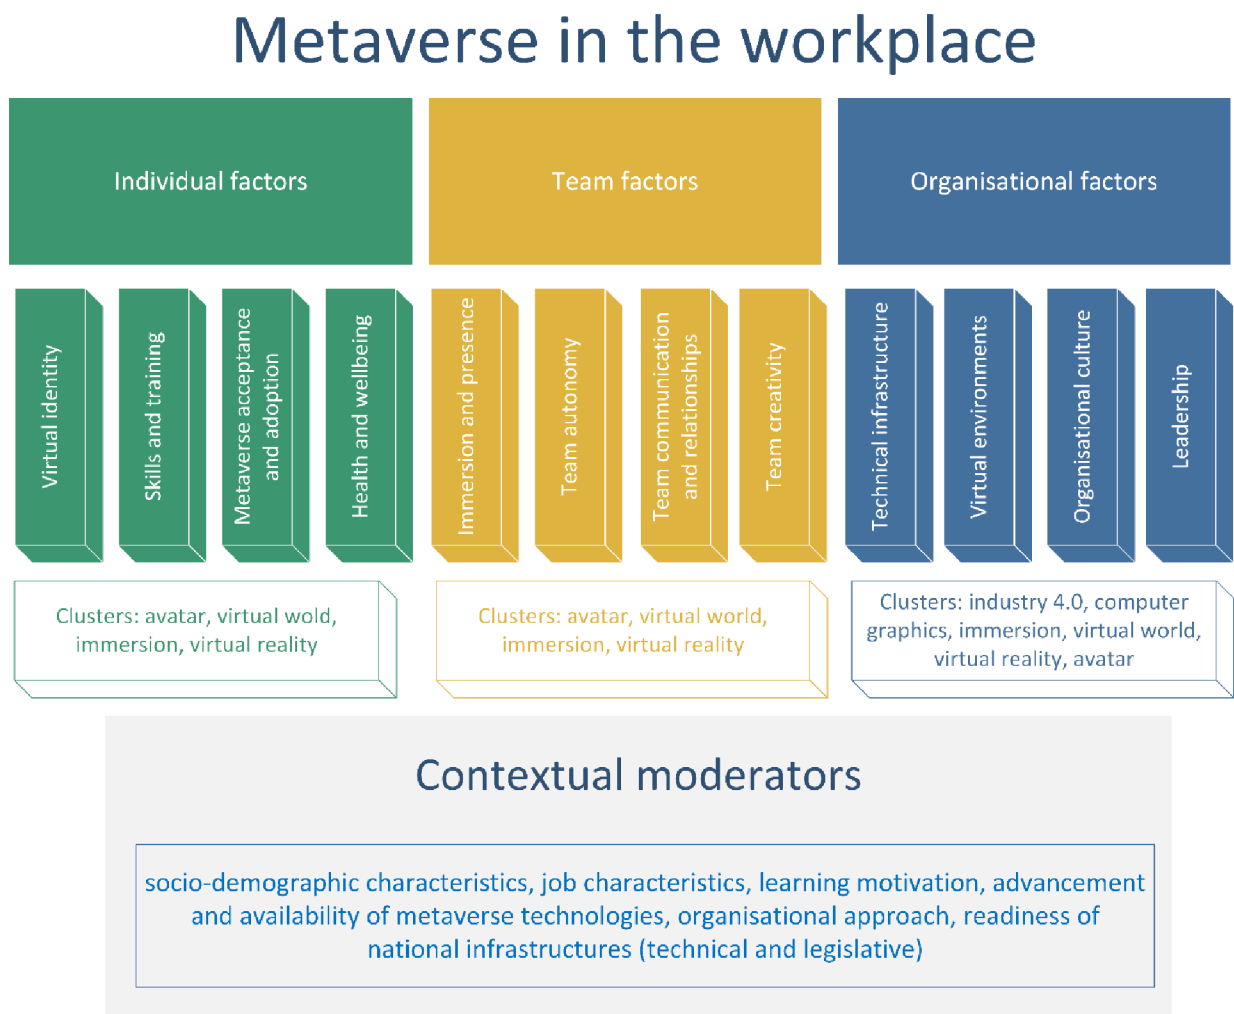 Metaverse in the workplace
Individual factors
Team factors
Organisational factors
Virtual identity
Skills and training
Metaverse acceptance
and adoption
Health and wellbeing
Immersion and presence
Team autonomy
Team communication
and relationships
Team creativity
Technical infrastructure
Virtual environments
Organisational culture
Leadership
Clusters: avatar, virtual wold,
immersion, virtual reality
Clusters: avatar, virtual world,
immersion, virtual reality
Clusters: industry 4.0, computer
graphics, immersion, virtual world,
virtual reality, avatar
Contextual moderators
socio-demographic characteristics, job characteristics, learning motivation, advancement
and availability of metaverse technologies, organisational approach, readiness of
national infrastructures (technical and legislative)